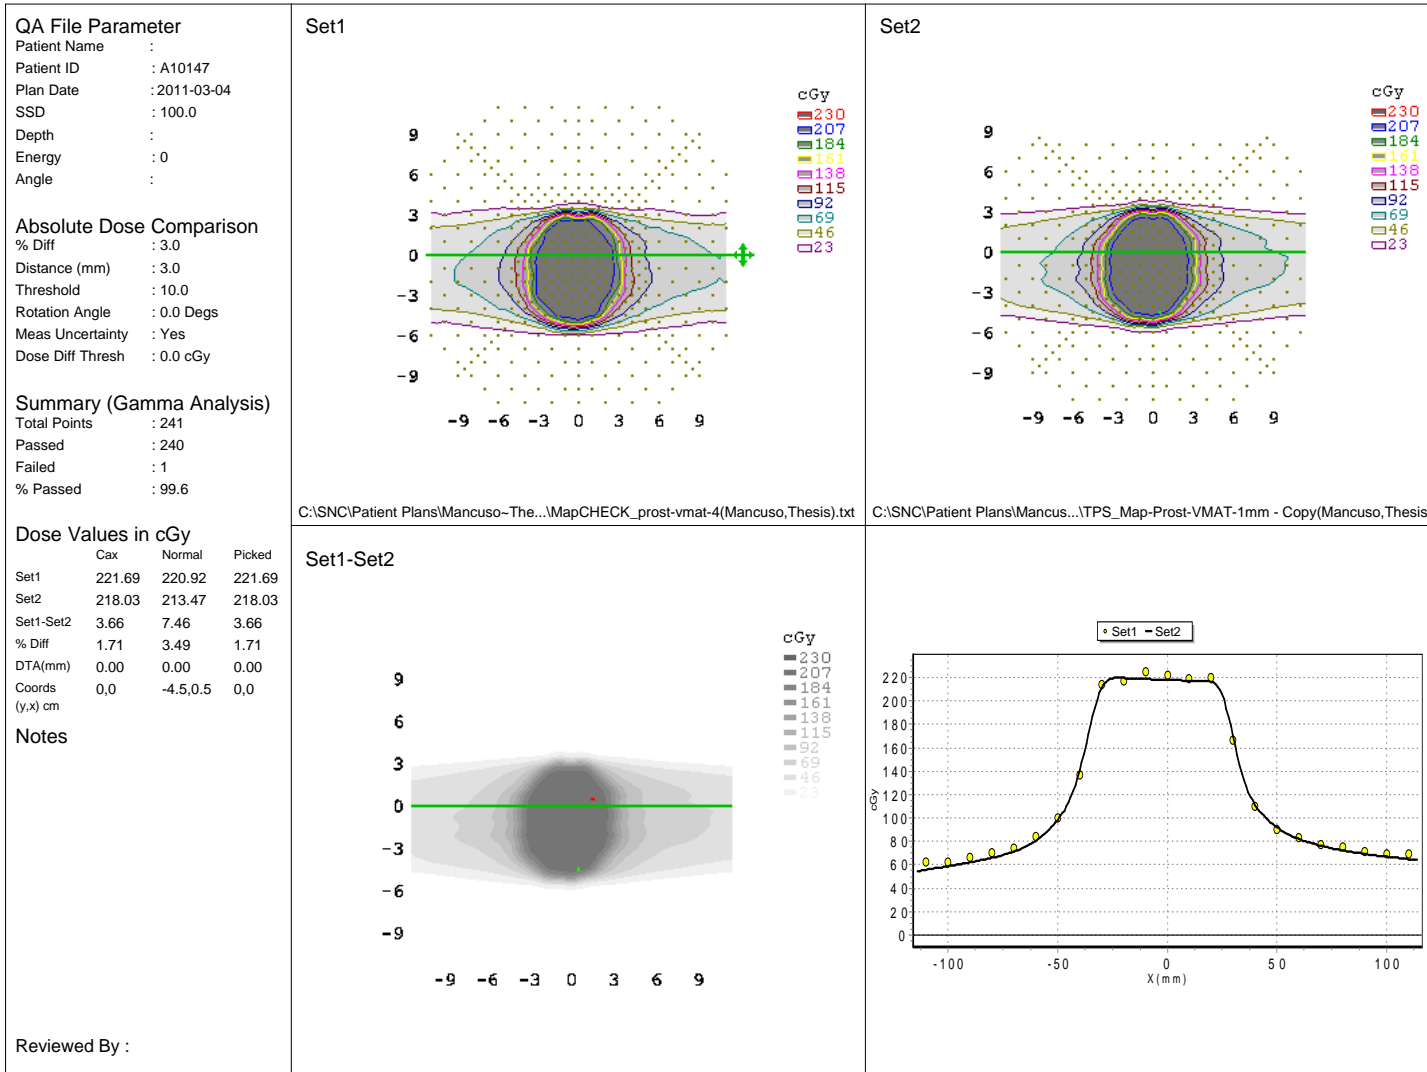 QA File Parameter
Patient Name :
Patient ID : A10147
Plan Date : 2011-03-04
SSD : 100.0
Depth :
Energy : 0
Angle :
Absolute Dose Comparison
% Diff : 3.0
Distance (mm) : 3.0
Threshold : 10.0
Rotation Angle : 0.0 Degs
Meas Uncertainty : Yes
Dose Diff Thresh : 0.0 cGy
Summary (Gamma Analysis)
Total Points : 241
Passed : 240
Failed : 1
% Passed : 99.6
Dose Values in cGy
Cax Normal Picked
Set1 221.69 220.92 221.69
Set2 218.03 213.47 218.03
Set1-Set2 3.66 7.46 3.66
% Diff 1.71 3.49 1.71
DTA(mm) 0.00 0.00 0.00
Coords 0,0 -4.5,0.5 0,0
(y,x) cm
Notes
Reviewed By :
Set1
cGy
230
207
184
161
138
115
92
69
46
23
9
6
3
0
-3
-6
-9
-9 -6 -3 0 3 6 9
C:\SNC\Patient Plans\Mancuso~The...\MapCHECK_prost-vmat-4(Mancuso,Thesis).txt
Set2
cGy
230
207
184
161
138
115
92
69
46
23
9
6
3
0
-3
-6
-9
-9 -6 -3 0 3 6 9
C:\SNC\Patient Plans\Mancus...\TPS_Map-Prost-VMAT-1mm - Copy(Mancuso,Thesis
Set1-Set2
cGy
230
207
184
161
138
115
92
69
46
23
9
6
3
0
-3
-6
-9
-9 -6 -3 0 3 6 9
Set1 Set2
220
200
180
160
140
120
100
80
60
40
20
0
cGy
-100 -50 0 50 100
X(mm)